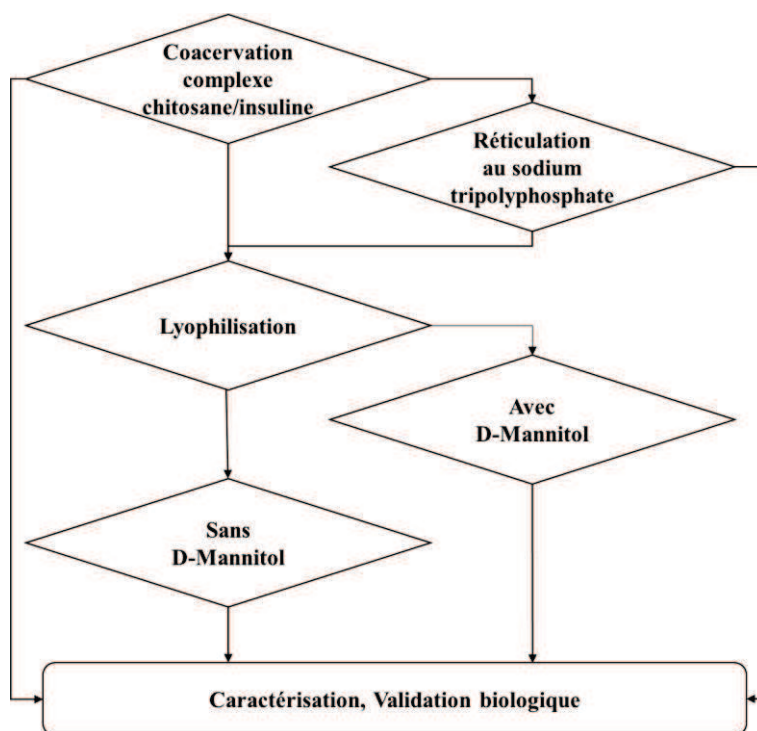 Coacervation
complexe
chitosane/insuline
Réticulation
au sodium
tripolyphosphate
Lyophilisation
Avec
D-Mannitol
Sans
D-Mannitol
Caractérisation, Validation biologique